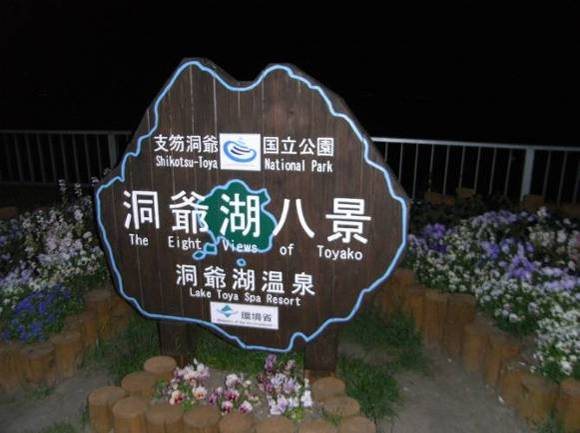 支笏洞爺 国立公園
Shikotsu-Toya National Park
洞爺湖八景
The Eight Views of Toyako
洞爺湖温泉
Lake Toya Spa Resort
環境省